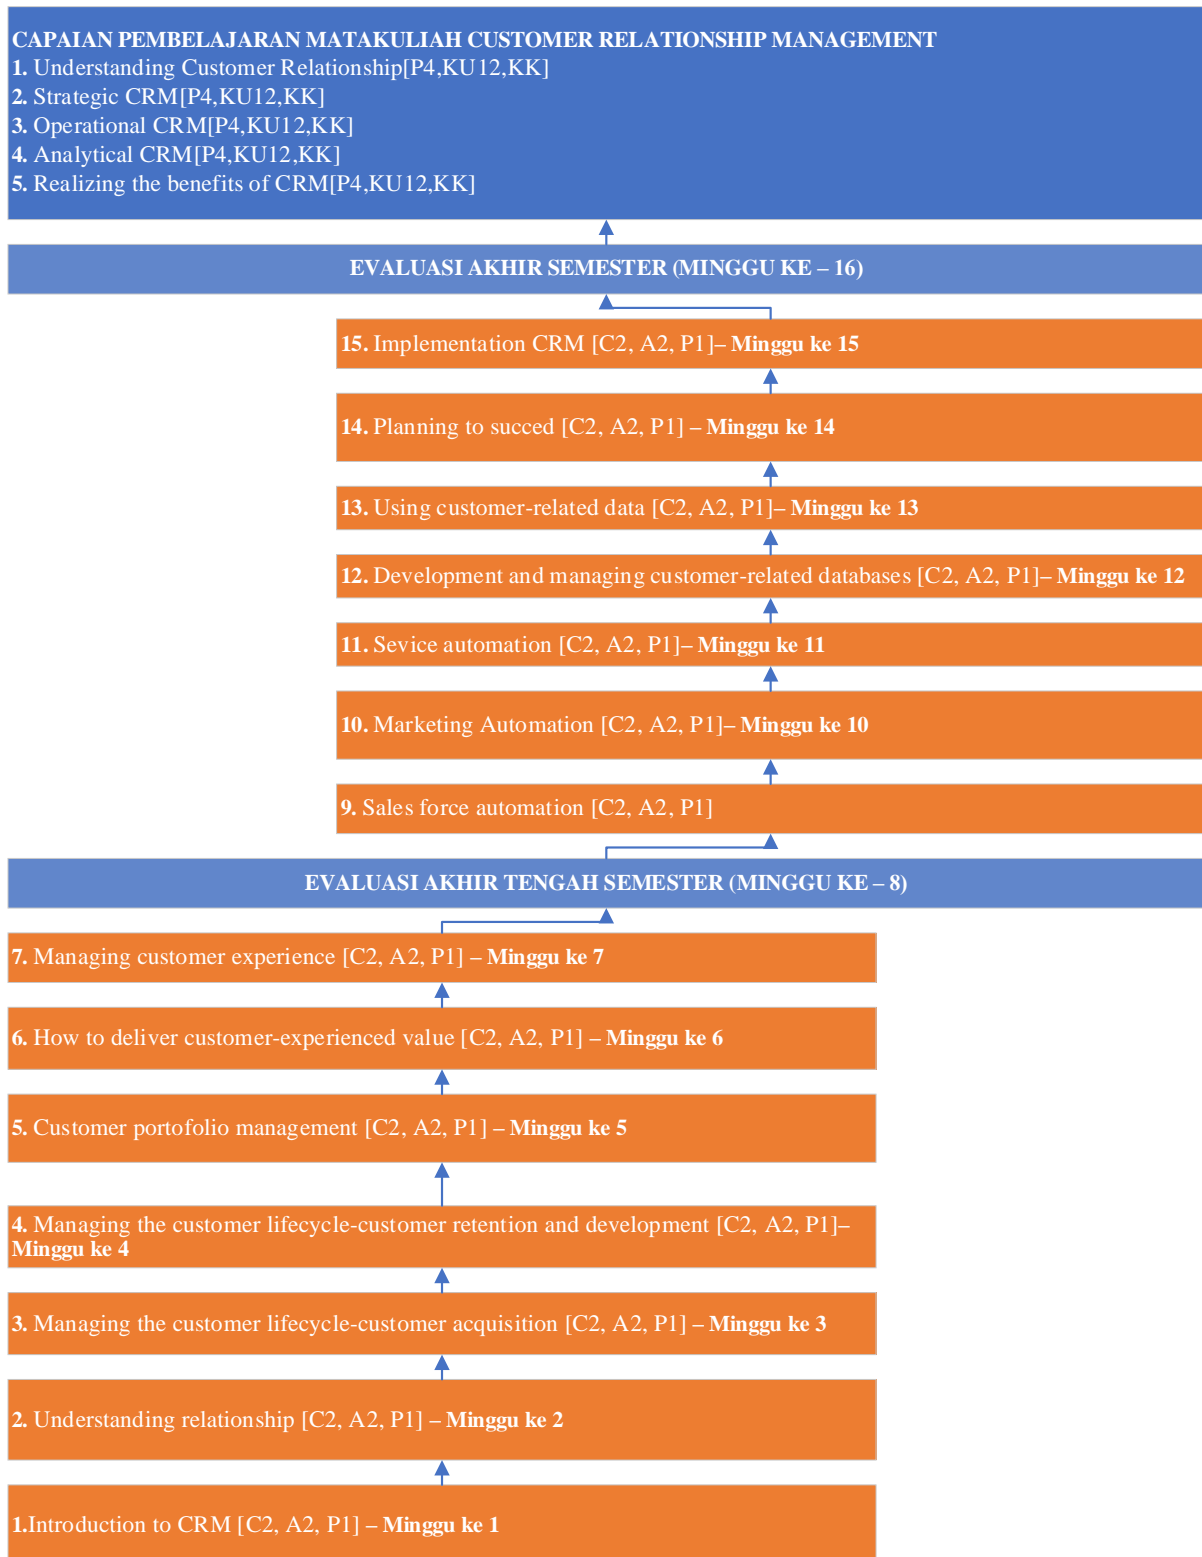 CAPAIAN PEMBELAJARAN MATAKULIAH CUSTOMER RELATIONSHIP MANAGEMENT
1. Understanding Customer Relationship[P4,KU12,KK]
2. Strategic CRM[P4,KU12,KK]
3. Operational CRM[P4,KU12,KK]
4. Analytical CRM[P4,KU12,KK]
5. Realizing the benefits of CRM[P4,KU12,KK]
EVALUASI AKHIR SEMESTER (MINGGU KE – 16)
15. Implementation CRM [C2, A2, P1]– Minggu ke 15
14. Planning to succed [C2, A2, P1] – Minggu ke 14
13. Using customer-related data [C2, A2, P1]– Minggu ke 13
12. Development and managing customer-related databases [C2, A2, P1]– Minggu ke 12
11. Sevice automation [C2, A2, P1]– Minggu ke 11
10. Marketing Automation [C2, A2, P1]– Minggu ke 10
9. Sales force automation [C2, A2, P1]
EVALUASI AKHIR TENGAH SEMESTER (MINGGU KE – 8)
7. Managing customer experience [C2, A2, P1] – Minggu ke 7
6. How to deliver customer-experienced value [C2, A2, P1] – Minggu ke 6
5. Customer portofolio management [C2, A2, P1] – Minggu ke 5
4. Managing the customer lifecycle-customer retention and development [C2, A2, P1]–
Minggu ke 4
3. Managing the customer lifecycle-customer acquisition [C2, A2, P1] – Minggu ke 3
2. Understanding relationship [C2, A2, P1] – Minggu ke 2
1.Introduction to CRM [C2, A2, P1] – Minggu ke 1